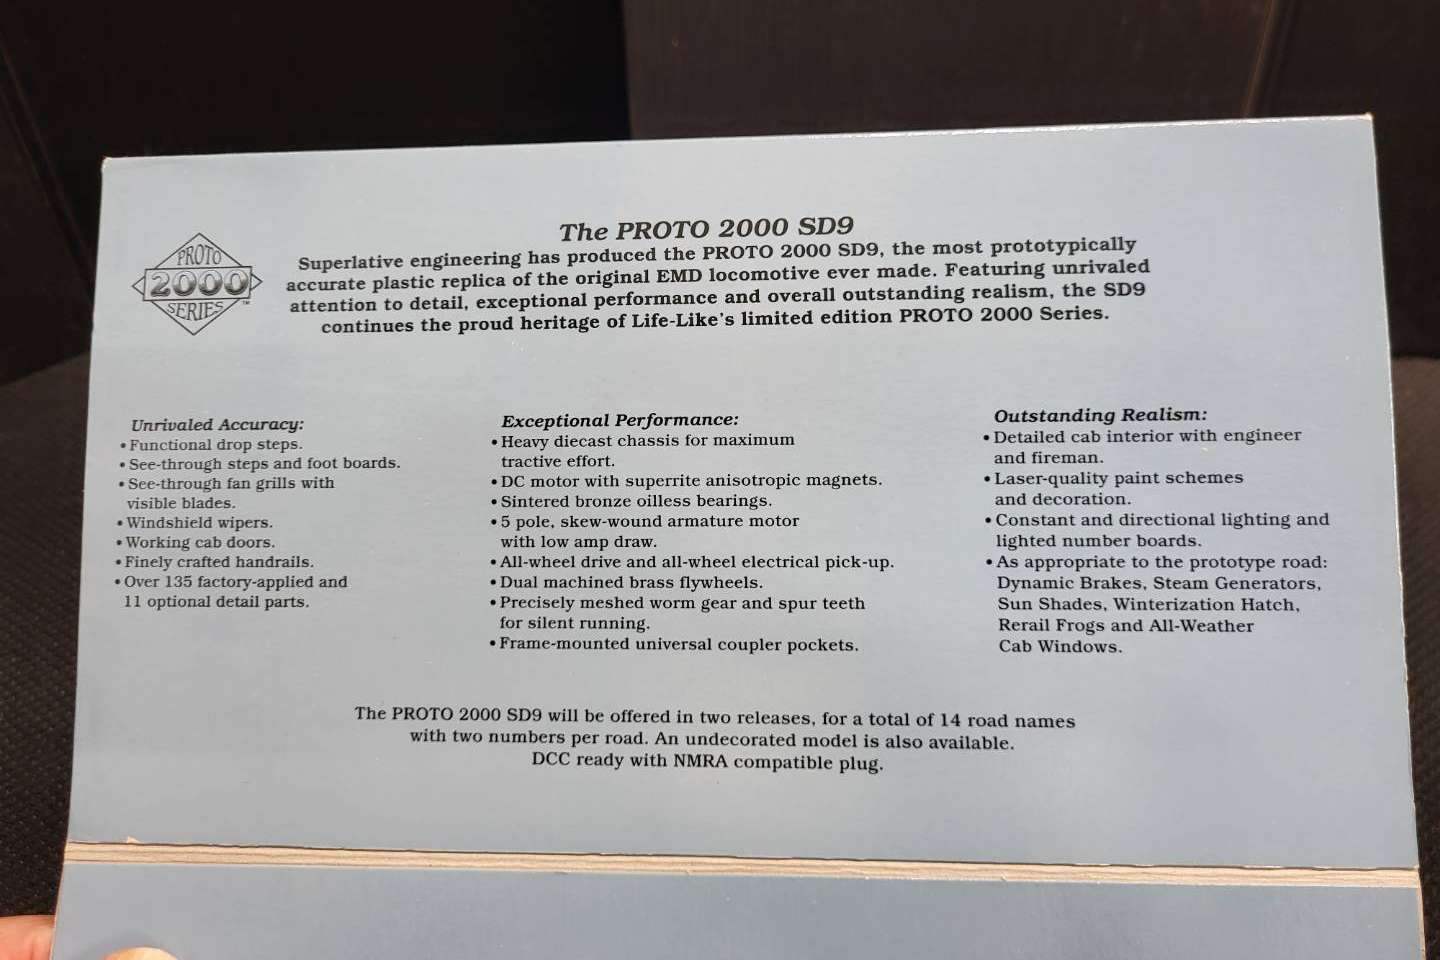 PROTO
2000
SERIES™
The PROTO 2000 SD9
Superlative engineering has produced the PROTO 2000 SD9, the most prototypically
accurate plastic replica of the original EMD locomotive ever made. Featuring unrivaled
attention to detail, exceptional performance and overall outstanding realism, the SD9
continues the proud heritage of Life-Like's limited edition PROTO 2000 Series.
Unrivaled Accuracy:
• Functional drop steps.
• See-through steps and foot boards.
• See-through fan grills with
visible blades.
• Windshield wipers.
• Working cab doors.
• Finely crafted handrails.
• Over 135 factory-applied and
11 optional detail parts.
Exceptional Performance:
• Heavy diecast chassis for maximum
tractive effort.
• DC motor with superrite anisotropic magnets.
• Sintered bronze oilless bearings.
• 5 pole, skew-wound armature motor
with low amp draw.
• All-wheel drive and all-wheel electrical pick-up.
• Dual machined brass flywheels.
• Precisely meshed worm gear and spur teeth
for silent running.
• Frame-mounted universal coupler pockets.
Outstanding Realism:
• Detailed cab interior with engineer
and fireman.
• Laser-quality paint schemes
and decoration.
• Constant and directional lighting and
lighted number boards.
• As appropriate to the prototype road:
Dynamic Brakes, Steam Generators,
Sun Shades, Winterization Hatch,
Rerail Frogs and All-Weather
Cab Windows.
The PROTO 2000 SD9 will be offered in two releases, for a total of 14 road names
with two numbers per road. An undecorated model is also available.
DCC ready with NMRA compatible plug.